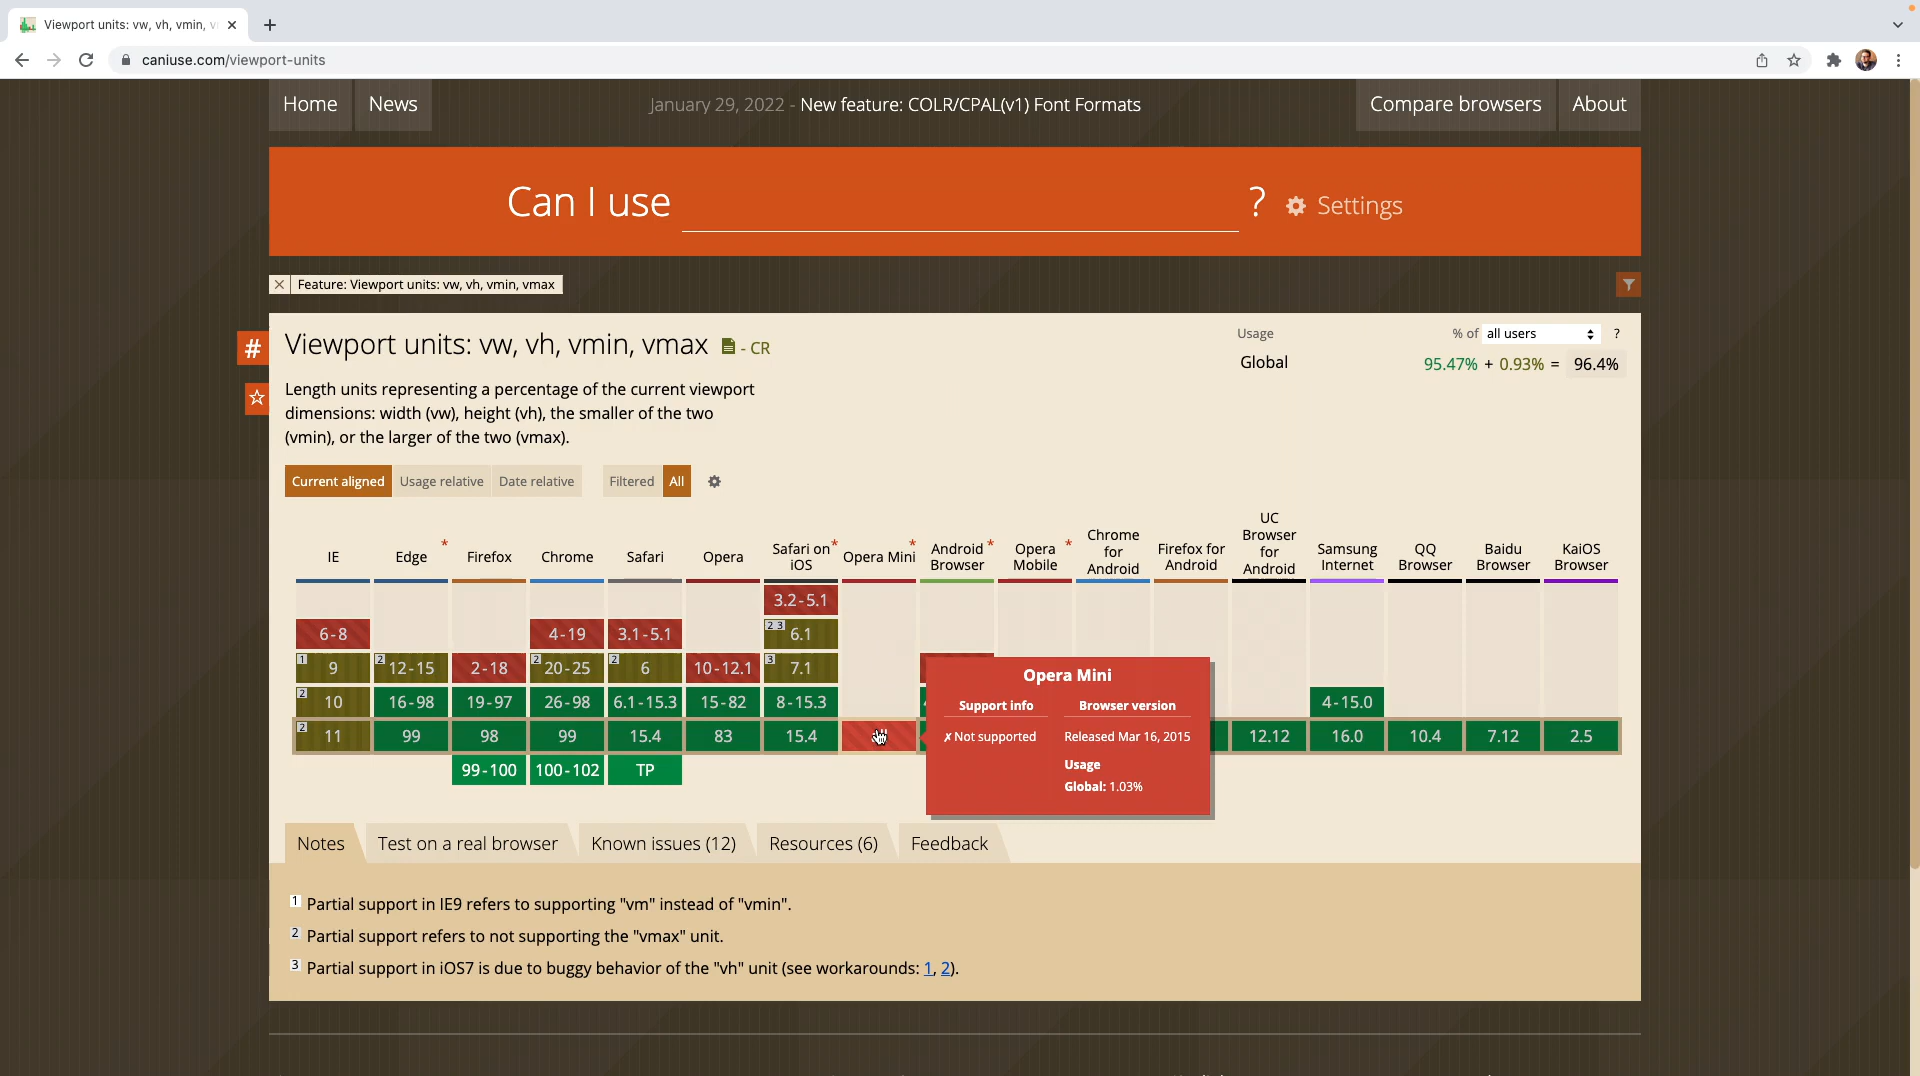 Viewport units: vw, vh, vmin, v
caniuse.com/viewport-units
Home
News
January 29, 2022 - New feature: COLR/CPAL(v1) Font Formats
Compare browsers
About
Can I use
?
Settings
Feature: Viewport units: vw, vh, vmin, vmax
#
Viewport units: vw, vh, vmin, vmax
- CR
Usage
% of
all users
?
Global
95.47% + 0.93% = 96.4%
Length units representing a percentage of the current viewport
dimensions: width (vw), height (vh), the smaller of the two
(vmin), or the larger of the two (vmax).
Current aligned
Usage relative
Date relative
Filtered
All
IE
Edge *
Firefox
Chrome
Safari
Opera
Safari on *
iOS
Opera Mini *
Android *
Browser
Opera *
Mobile
Chrome
for
Android
Firefox for
Android
UC
Browser
for
Android
Samsung
Internet
QQ
Browser
Baidu
Browser
KaiOS
Browser
3.2-5.1
6-8
4-19
3.1-5.1
2 3 6.1
1 9
2 12-15
2-18
2 20-25
2 6
10-12.1
3 7.1
2 10
16-98
19-97
26-98
6.1-15.3
15-82
8-15.3
4-15.0
2 11
99
98
99
15.4
83
15.4
12.12
16.0
10.4
7.12
2.5
99-100
100-102
TP
Opera Mini
Support info
Browser version
✗ Not supported
Released Mar 16, 2015
Usage
Global: 1.03%
Notes
Test on a real browser
Known issues (12)
Resources (6)
Feedback
1 Partial support in IE9 refers to supporting "vm" instead of "vmin".
2 Partial support refers to not supporting the "vmax" unit.
3 Partial support in iOS7 is due to buggy behavior of the "vh" unit (see workarounds: 1, 2).